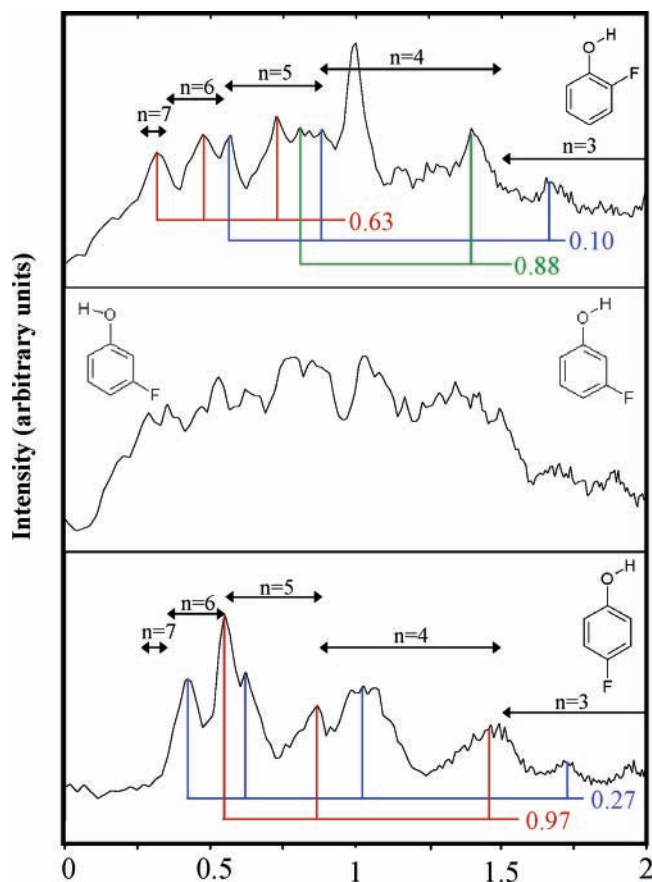 Intensity (arbitrary units)
n=7
n=6
n=5
n=4
n=3
O H
F
0.63
0.10
0.88
H O
F
O H
F
n=7
n=6
n=5
n=4
n=3
O H
F
0.27
0.97
0 0.5 1 1.5 2